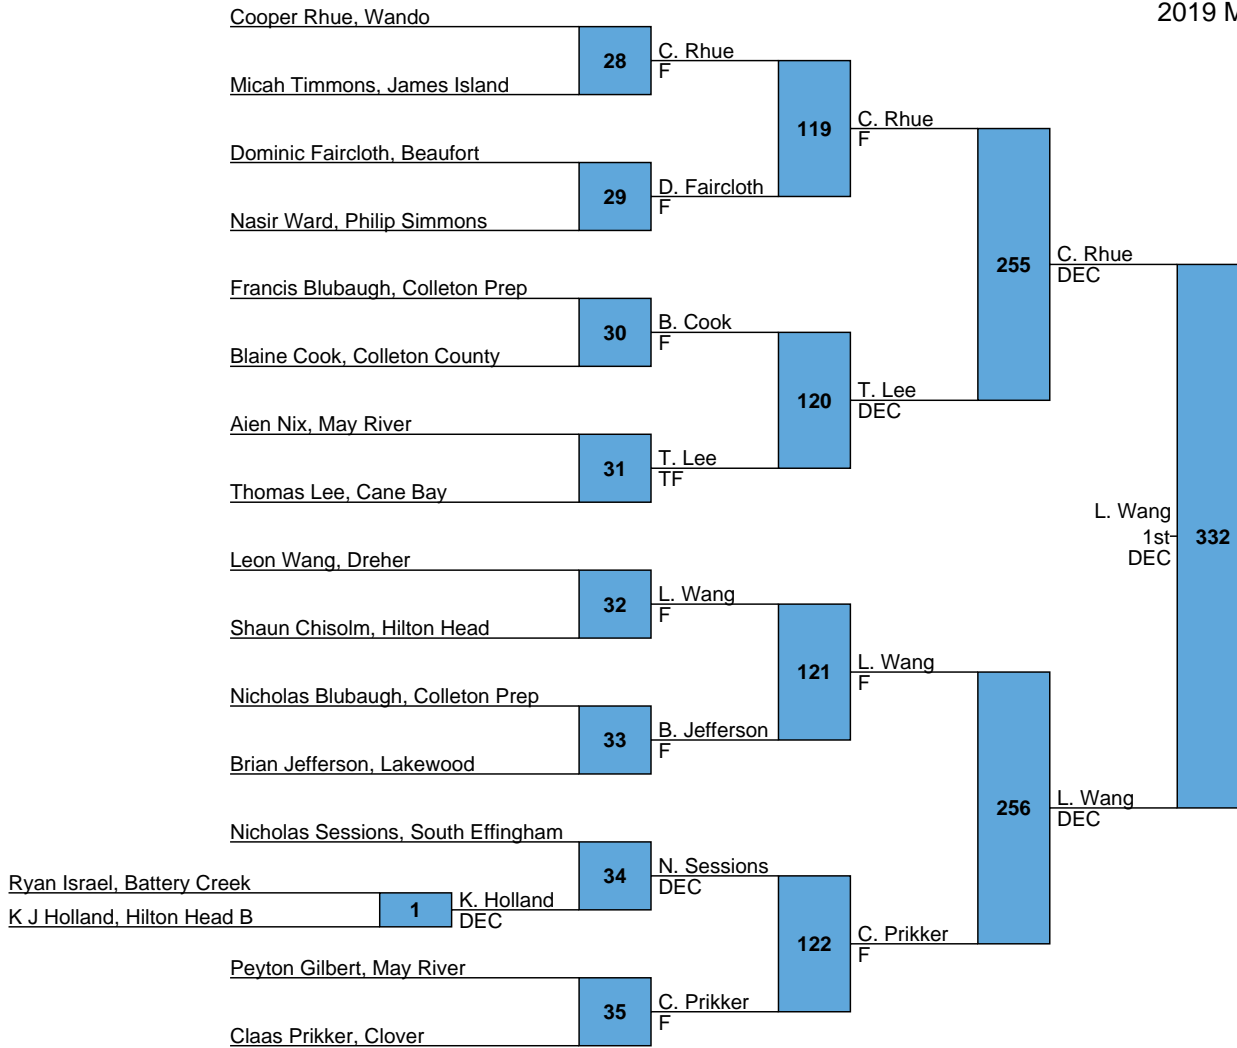 2019 M
Cooper Rhue, Wando
28
C. Rhue
F
Micah Timmons, James Island
119
C. Rhue
F
Dominic Faircloth, Beaufort
29
D. Faircloth
F
Nasir Ward, Philip Simmons
255
C. Rhue
DEC
Francis Blubaugh, Colleton Prep
30
B. Cook
F
Blaine Cook, Colleton County
120
T. Lee
DEC
Aien Nix, May River
31
T. Lee
TF
Thomas Lee, Cane Bay
L. Wang
1st
DEC
332
Leon Wang, Dreher
32
L. Wang
F
Shaun Chisolm, Hilton Head
121
L. Wang
F
Nicholas Blubaugh, Colleton Prep
33
B. Jefferson
F
Brian Jefferson, Lakewood
256
L. Wang
DEC
Nicholas Sessions, South Effingham
34
N. Sessions
DEC
Ryan Israel, Battery Creek
1
K. Holland
DEC
K J Holland, Hilton Head B
122
C. Prikker
F
Peyton Gilbert, May River
35
C. Prikker
F
Claas Prikker, Clover